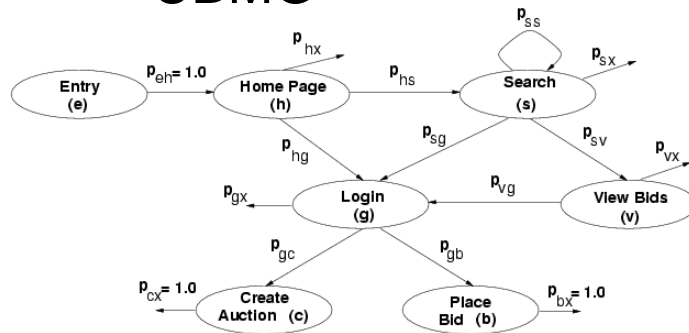 p_ss
p_hx
p_sx
Entry
(e)
p_eh = 1.0
Home Page
(h)
p_hs
Search
(s)
p_hg
p_sg
p_sv
p_vx
p_gx
Login
(g)
p_vg
View Bids
(v)
p_gc
p_gb
p_cx = 1.0
Create
Auction (c)
Place
Bid (b)
p_bx = 1.0